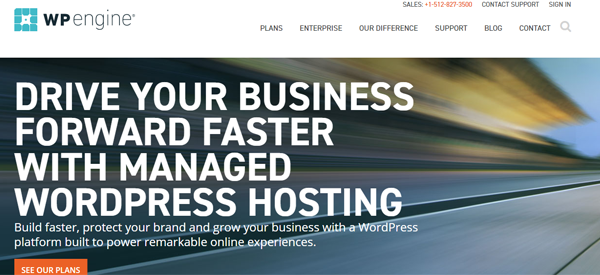 SALES: +1-512-827-3500 CONTACT SUPPORT SIGN IN
WP engine®
PLANS ENTERPRISE OUR DIFFERENCE SUPPORT BLOG CONTACT
DRIVE YOUR BUSINESS
FORWARD FASTER
WITH MANAGED
WORDPRESS HOSTING
Build faster, protect your brand and grow your business with a WordPress
platform built to power remarkable online experiences.
SEE OUR PLANS